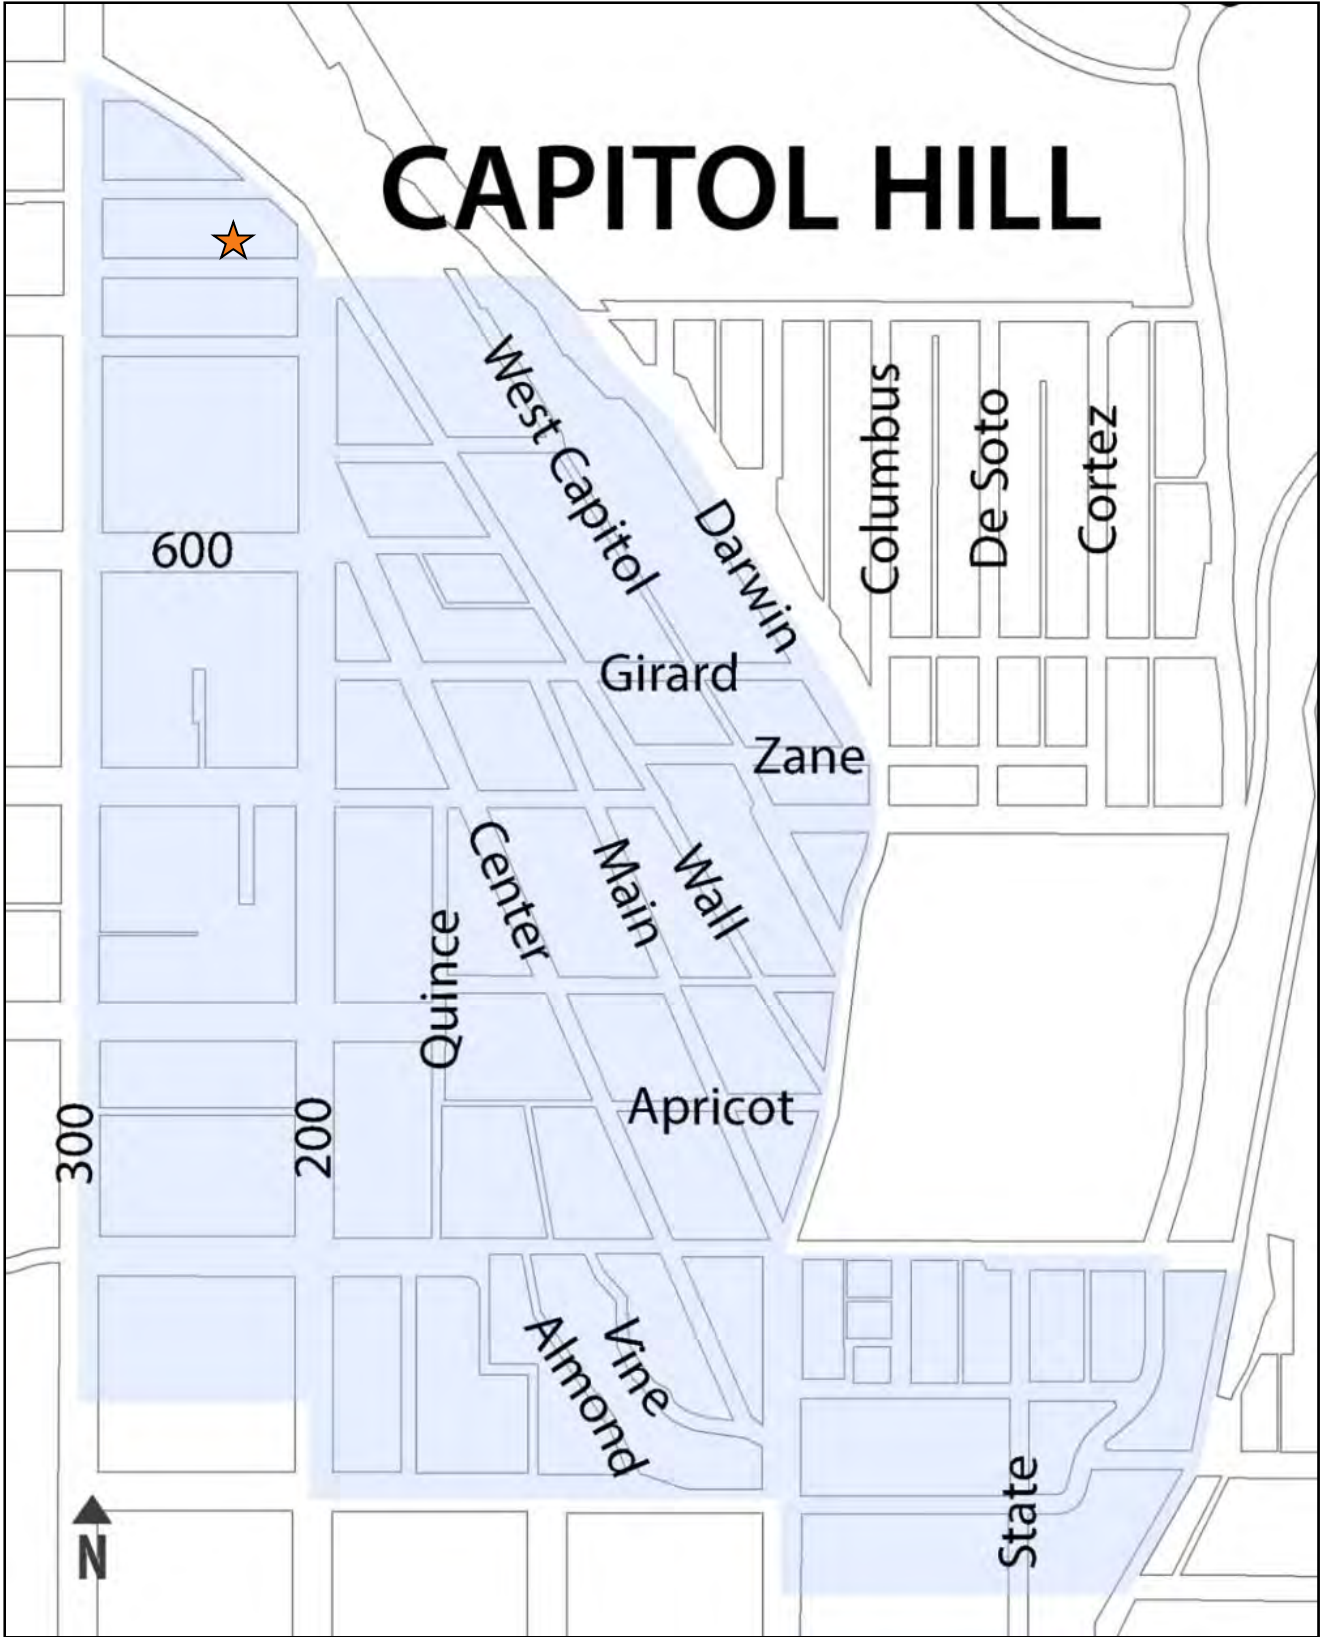 CAPITOL HILL
West Capitol
Columbus
De Soto
Cortez
Darwin
600
Girard
Zane
Center
Main
Wall
Quince
300
200
Apricot
Almond
Vine
State
N